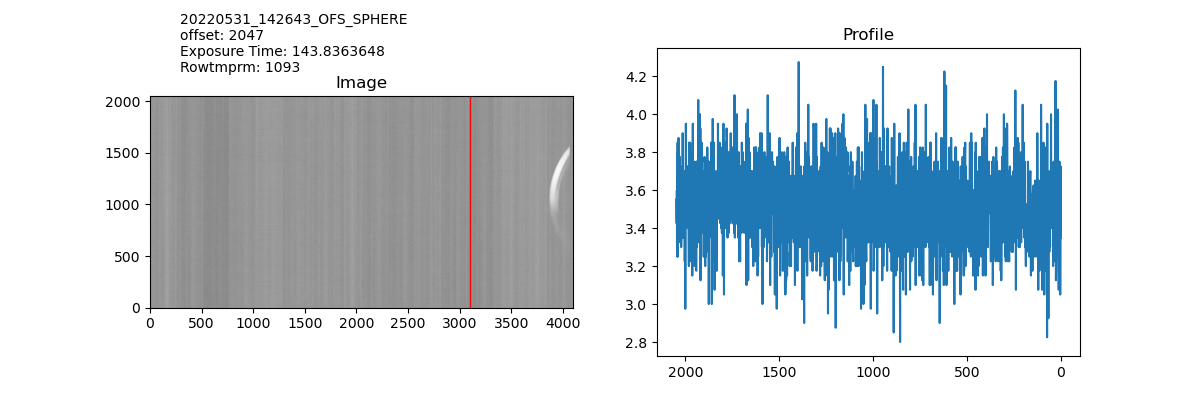 20220531_142643_OFS_SPHERE
offset: 2047
Exposure Time: 143.8363648
Rowtmprm: 1093
Image
2000
1500
1000
500
0
0 500 1000 1500 2000 2500 3000 3500 4000
Profile
4.2
4.0
3.8
3.6
3.4
3.2
3.0
2.8
2000 1500 1000 500 0